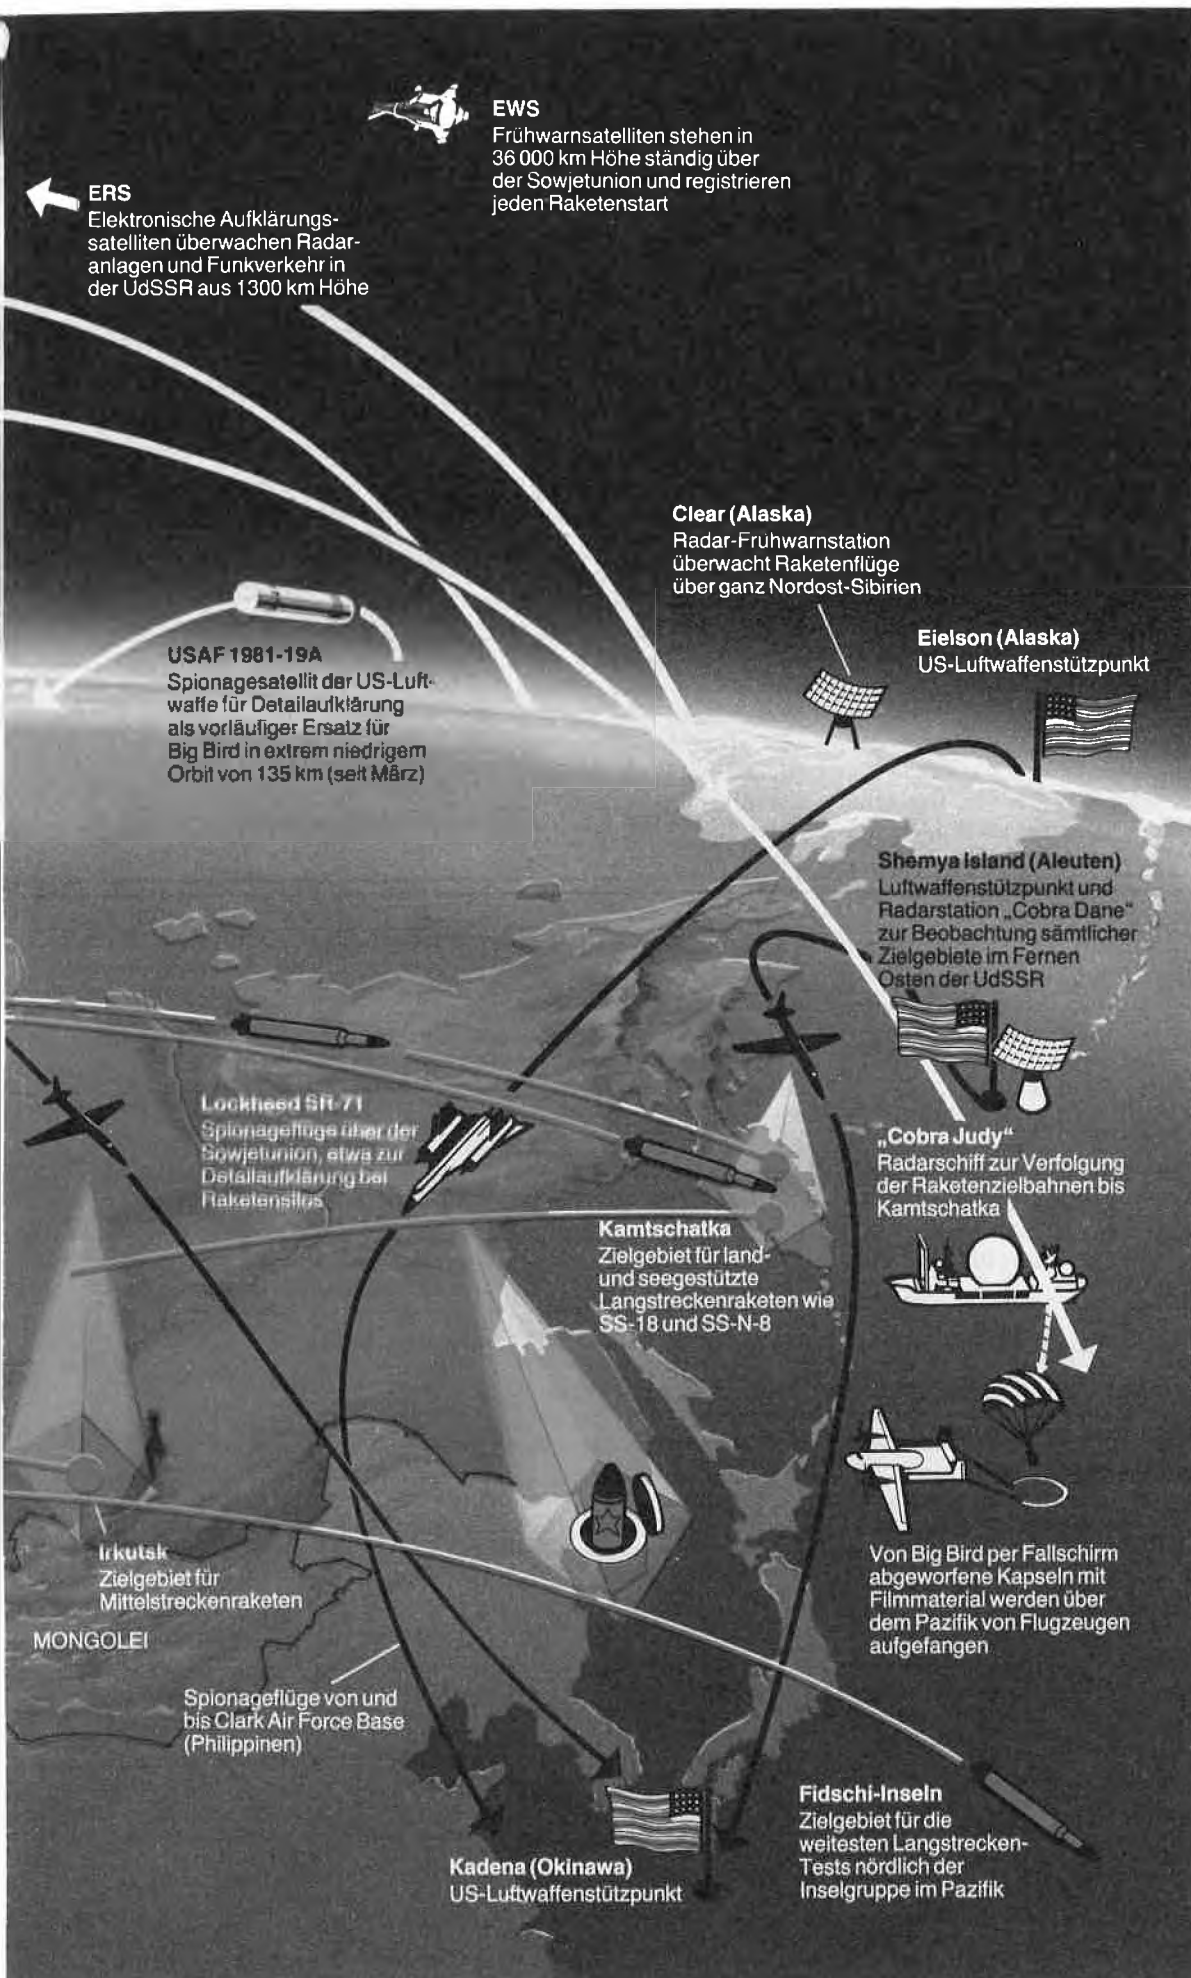 EWS
Frühwarnsatelliten stehen in
36 000 km Höhe ständig über
der Sowjetunion und registrieren
jeden Raketenstart
ERS
Elektronische Aufklärungs-
satelliten überwachen Radar-
anlagen und Funkverkehr in
der UdSSR aus 1300 km Höhe
Clear (Alaska)
Radar-Frühwarnstation
überwacht Raketenflüge
über ganz Nordost-Sibirien
Eielson (Alaska)
US-Luftwaffenstützpunkt
USAF 1981-19A
Spionagesatellit der US-Luft-
waffe für Detailaufklärung
als vorläufiger Ersatz für
Big Bird in extrem niedrigem
Orbit von 135 km (seit März)
Shemya Island (Aleuten)
Luftwaffenstützpunkt und
Radarstation „Cobra Dane“
zur Beobachtung sämtlicher
Zielgebiete im Fernen
Osten der UdSSR
Lockheed SR-71
Spionageflüge über der
Sowjetunion, etwa zur
Detailaufklärung bei
Raketensilos
„Cobra Judy“
Radarschiff zur Verfolgung
der Raketenzielbahnen bis
Kamtschatka
Kamtschatka
Zielgebiet für land-
und seegestützte
Langstreckenraketen wie
SS-18 und SS-N-8
Irkutsk
Zielgebiet für
Mittelstreckenraketen
MONGOLEI
Von Big Bird per Fallschirm
abgeworfene Kapseln mit
Filmmaterial werden über
dem Pazifik von Flugzeugen
aufgefangen
Spionageflüge von und
bis Clark Air Force Base
(Philippinen)
Fidschi-Inseln
Zielgebiet für die
weitesten Langstrecken-
Tests nördlich der
Inselgruppe im Pazifik
Kadena (Okinawa)
US-Luftwaffenstützpunkt